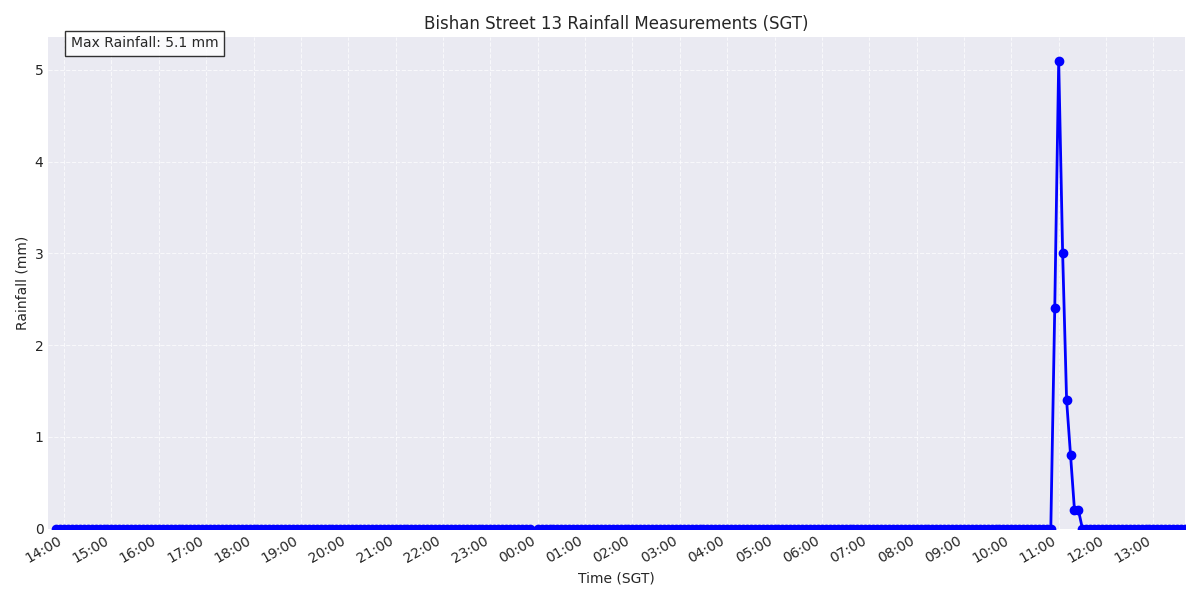 Bishan Street 13 Rainfall Measurements (SGT)
Max Rainfall: 5.1 mm
Rainfall (mm)
5
4
3
2
1
0
14:00 15:00 16:00 17:00 18:00 19:00 20:00 21:00 22:00 23:00 00:00 01:00 02:00 03:00 04:00 05:00 06:00 07:00 08:00 09:00 10:00 11:00 12:00 13:00
Time (SGT)